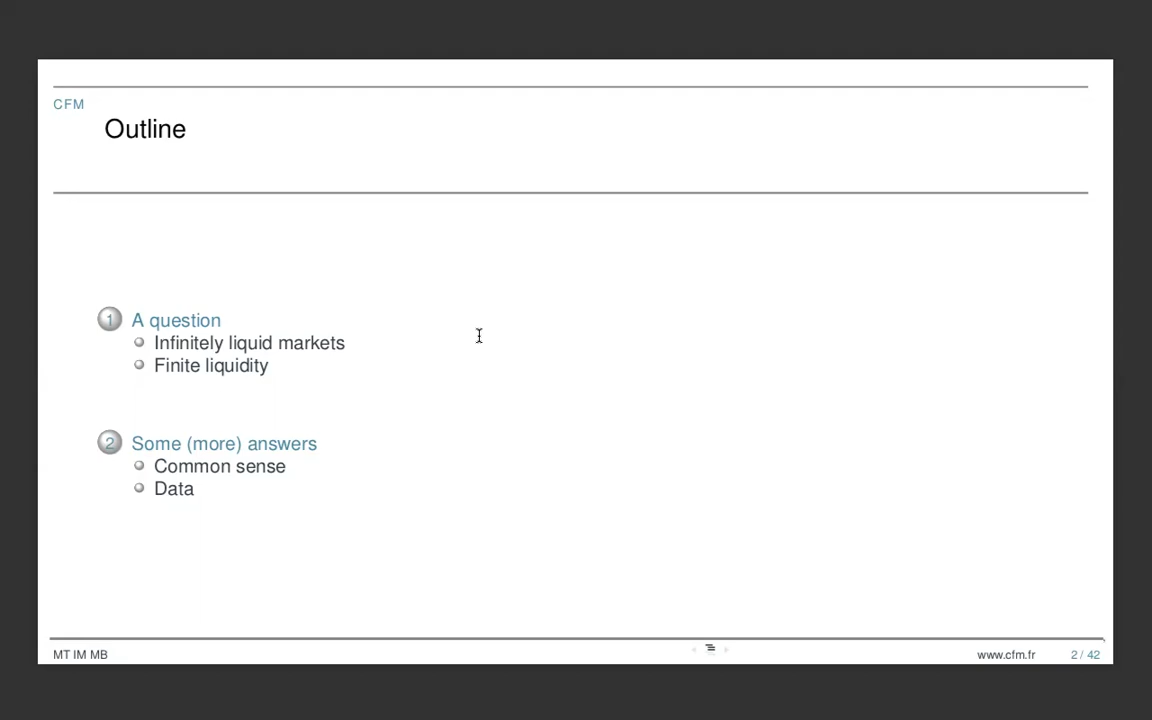 CFM
Outline
1 A question
Infinitely liquid markets
Finite liquidity
2 Some (more) answers
Common sense
Data
MT IM MB
www.cfm.fr
2 / 42